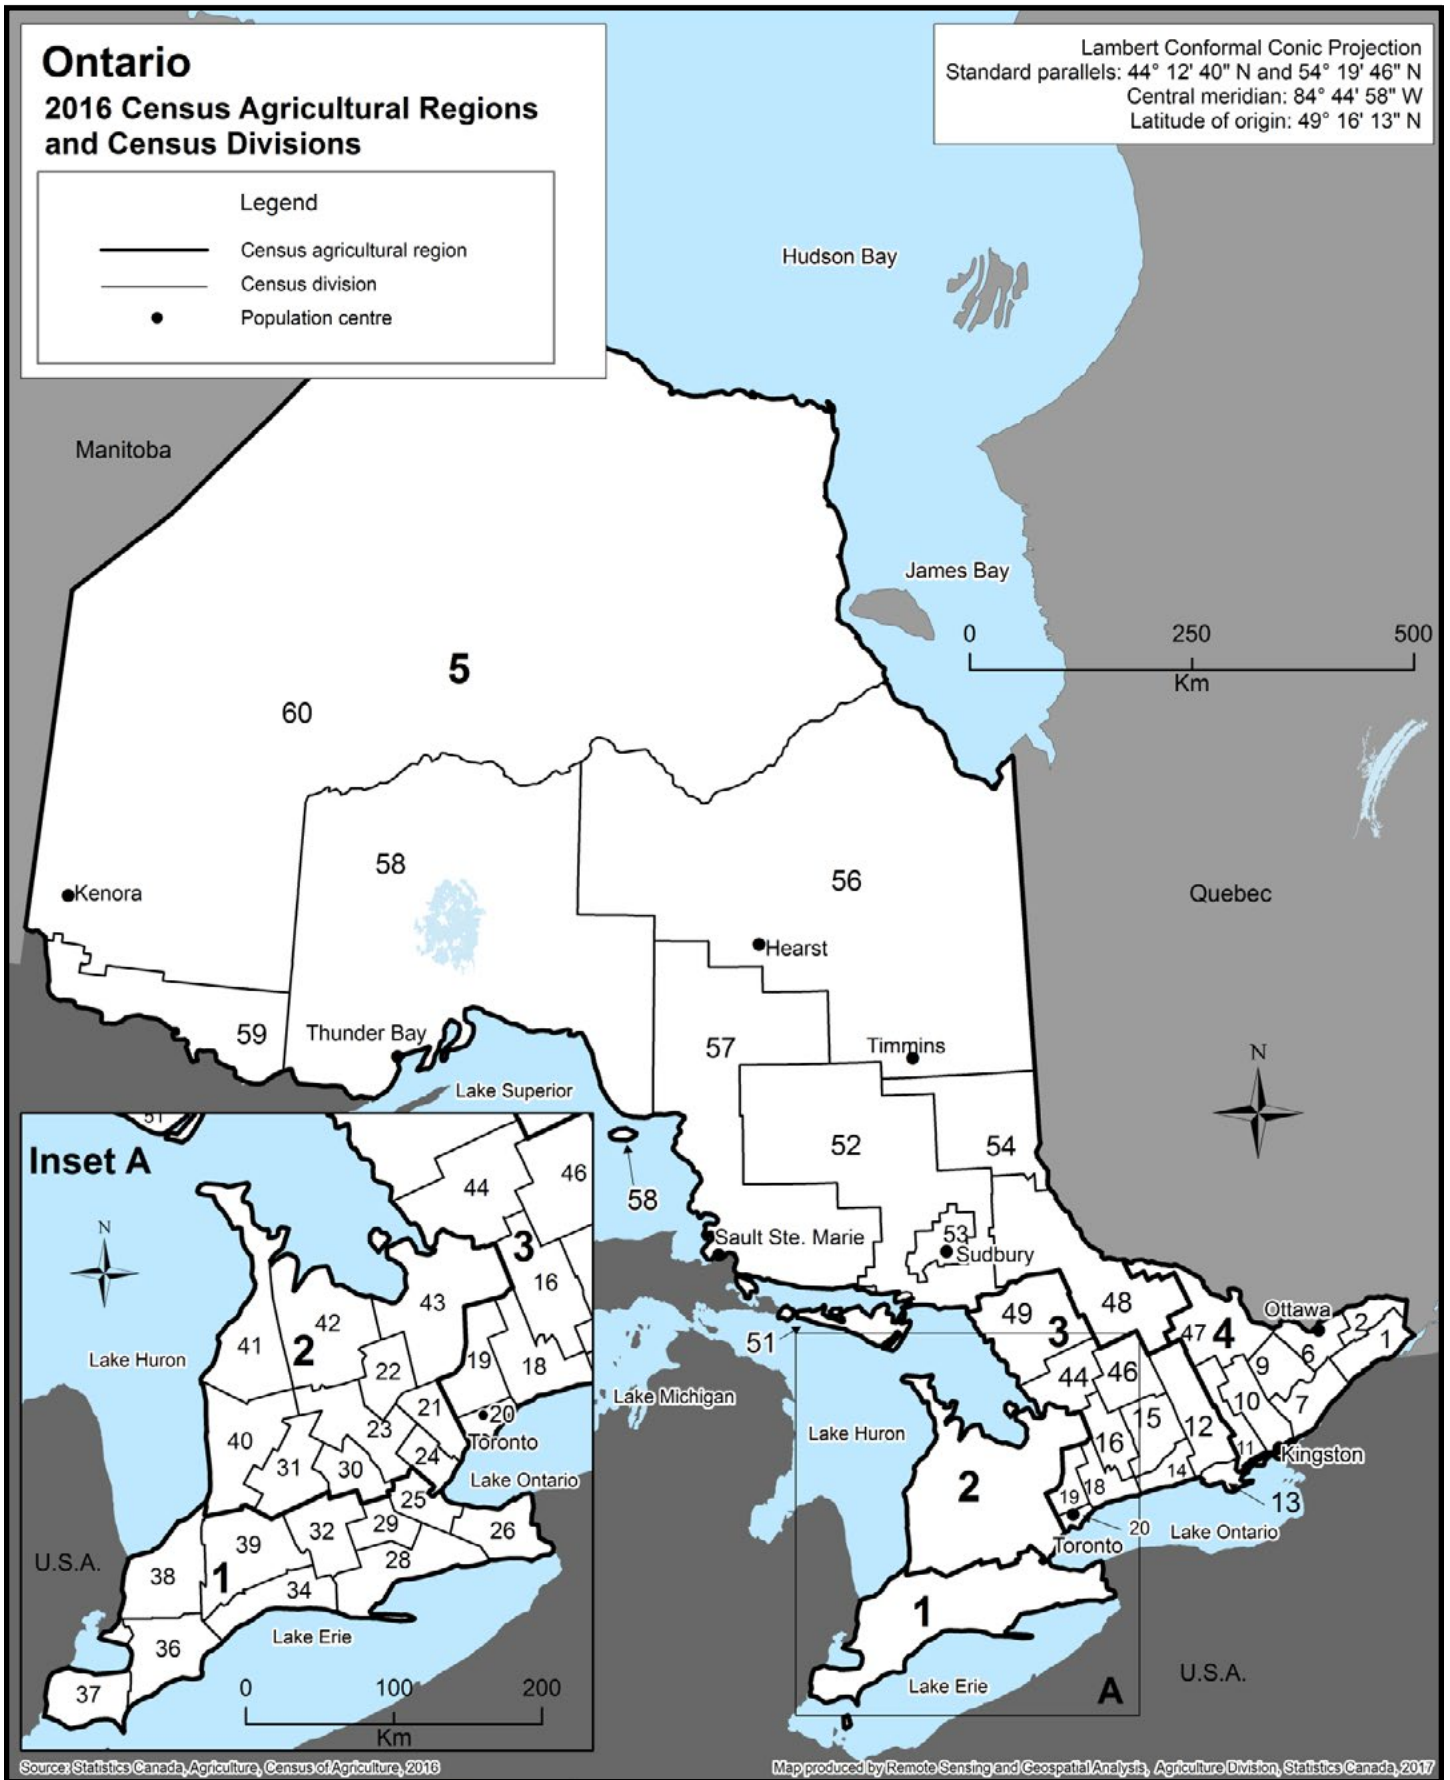 Ontario
2016 Census Agricultural Regions
and Census Divisions
Legend
Census agricultural region
Census division
Population centre
Lambert Conformal Conic Projection
Standard parallels: 44° 12' 40" N and 54° 19' 46" N
Central meridian: 84° 44' 58" W
Latitude of origin: 49° 16' 13" N
Hudson Bay
Manitoba
James Bay
0 250 500
Km
5
60
58
56
Kenora
Quebec
Hearst
59
Thunder Bay
57
Timmins
N
Lake Superior
52
54
58
53
Sault Ste. Marie
Sudbury
49
3
48
Ottawa
47
4
2
1
51
6
9
44
46
7
10
Lake Michigan
15
12
Lake Huron
16
11
Kingston
14
2
18
19
13
20
Lake Ontario
Toronto
1
Lake Erie
U.S.A.
A
51
Inset A
46
44
N
3
16
43
42
41
2
Lake Huron
22
19
18
21
20
23
40
Toronto
24
31
30
Lake Ontario
25
32
29
26
39
28
U.S.A.
38
1
34
Lake Erie
36
37
0 100 200
Km
Source: Statistics Canada, Agriculture, Census of Agriculture, 2016
Map produced by Remote Sensing and Geospatial Analysis, Agriculture Division, Statistics Canada, 2017